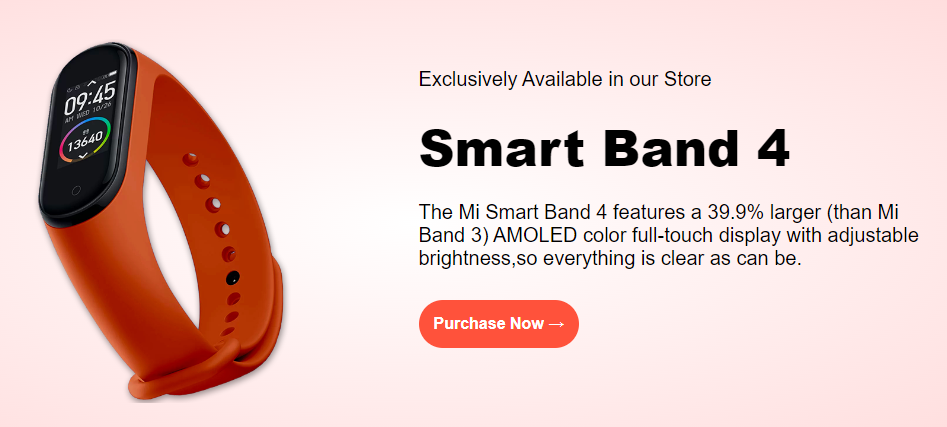 09:45
AM WED 10/26
13640
Exclusively Available in our Store
Smart Band 4
The Mi Smart Band 4 features a 39.9% larger (than Mi
Band 3) AMOLED color full-touch display with adjustable
brightness,so everything is clear as can be.
Purchase Now →